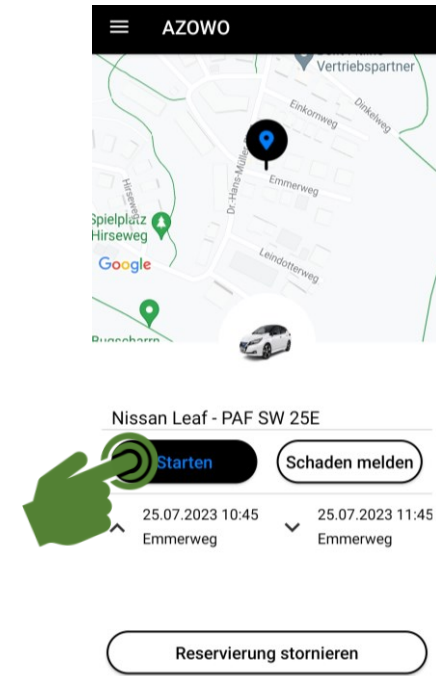 AZOWO
Vertriebspartner
Einkornweg
Dinkelweg
Dr.-Hans-Müller
Emmerweg
Hirseweg
Spielplatz
Hirseweg
Leindotterweg
Google
Nissan Leaf - PAF SW 25E
Starten
Schaden melden
25.07.2023 10:45
Emmerweg
25.07.2023 11:45
Emmerweg
Reservierung stornieren